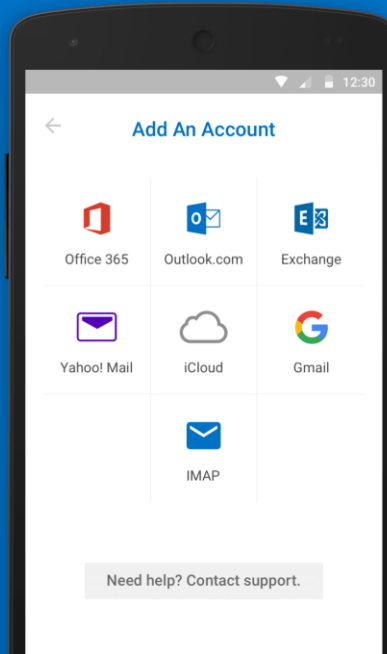 12:30
Add An Account
Office 365
Outlook.com
Exchange
Yahoo! Mail
iCloud
Gmail
IMAP
Need help? Contact support.